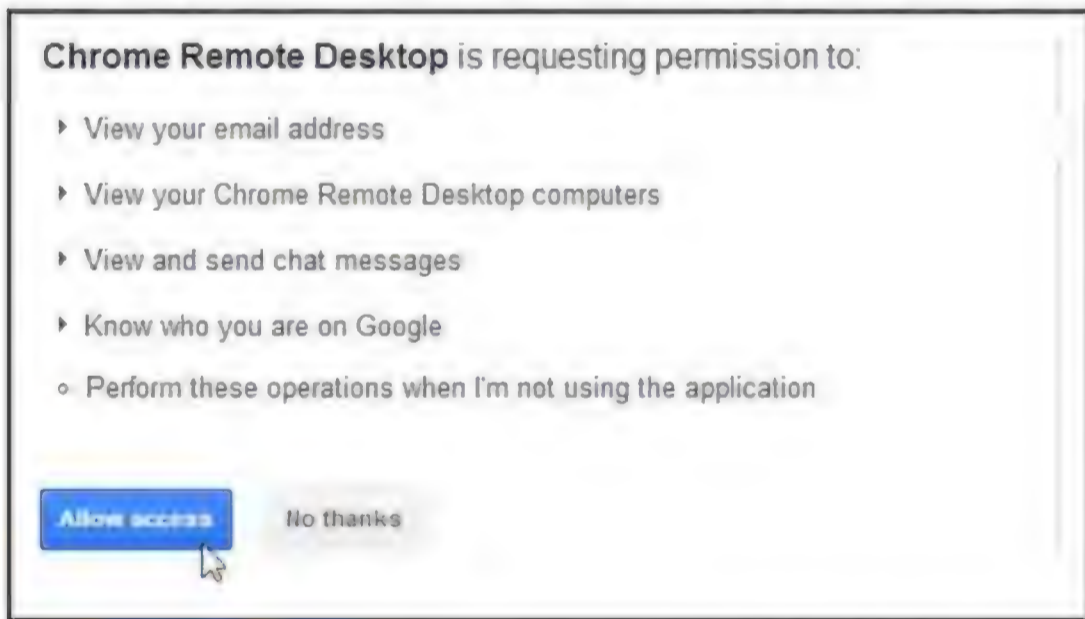 Chrome Remote Desktop is requesting permission to:
View your email address
View your Chrome Remote Desktop computers
View and send chat messages
Know who you are on Google
Perform these operations when I'm not using the application
Allow access
No thanks